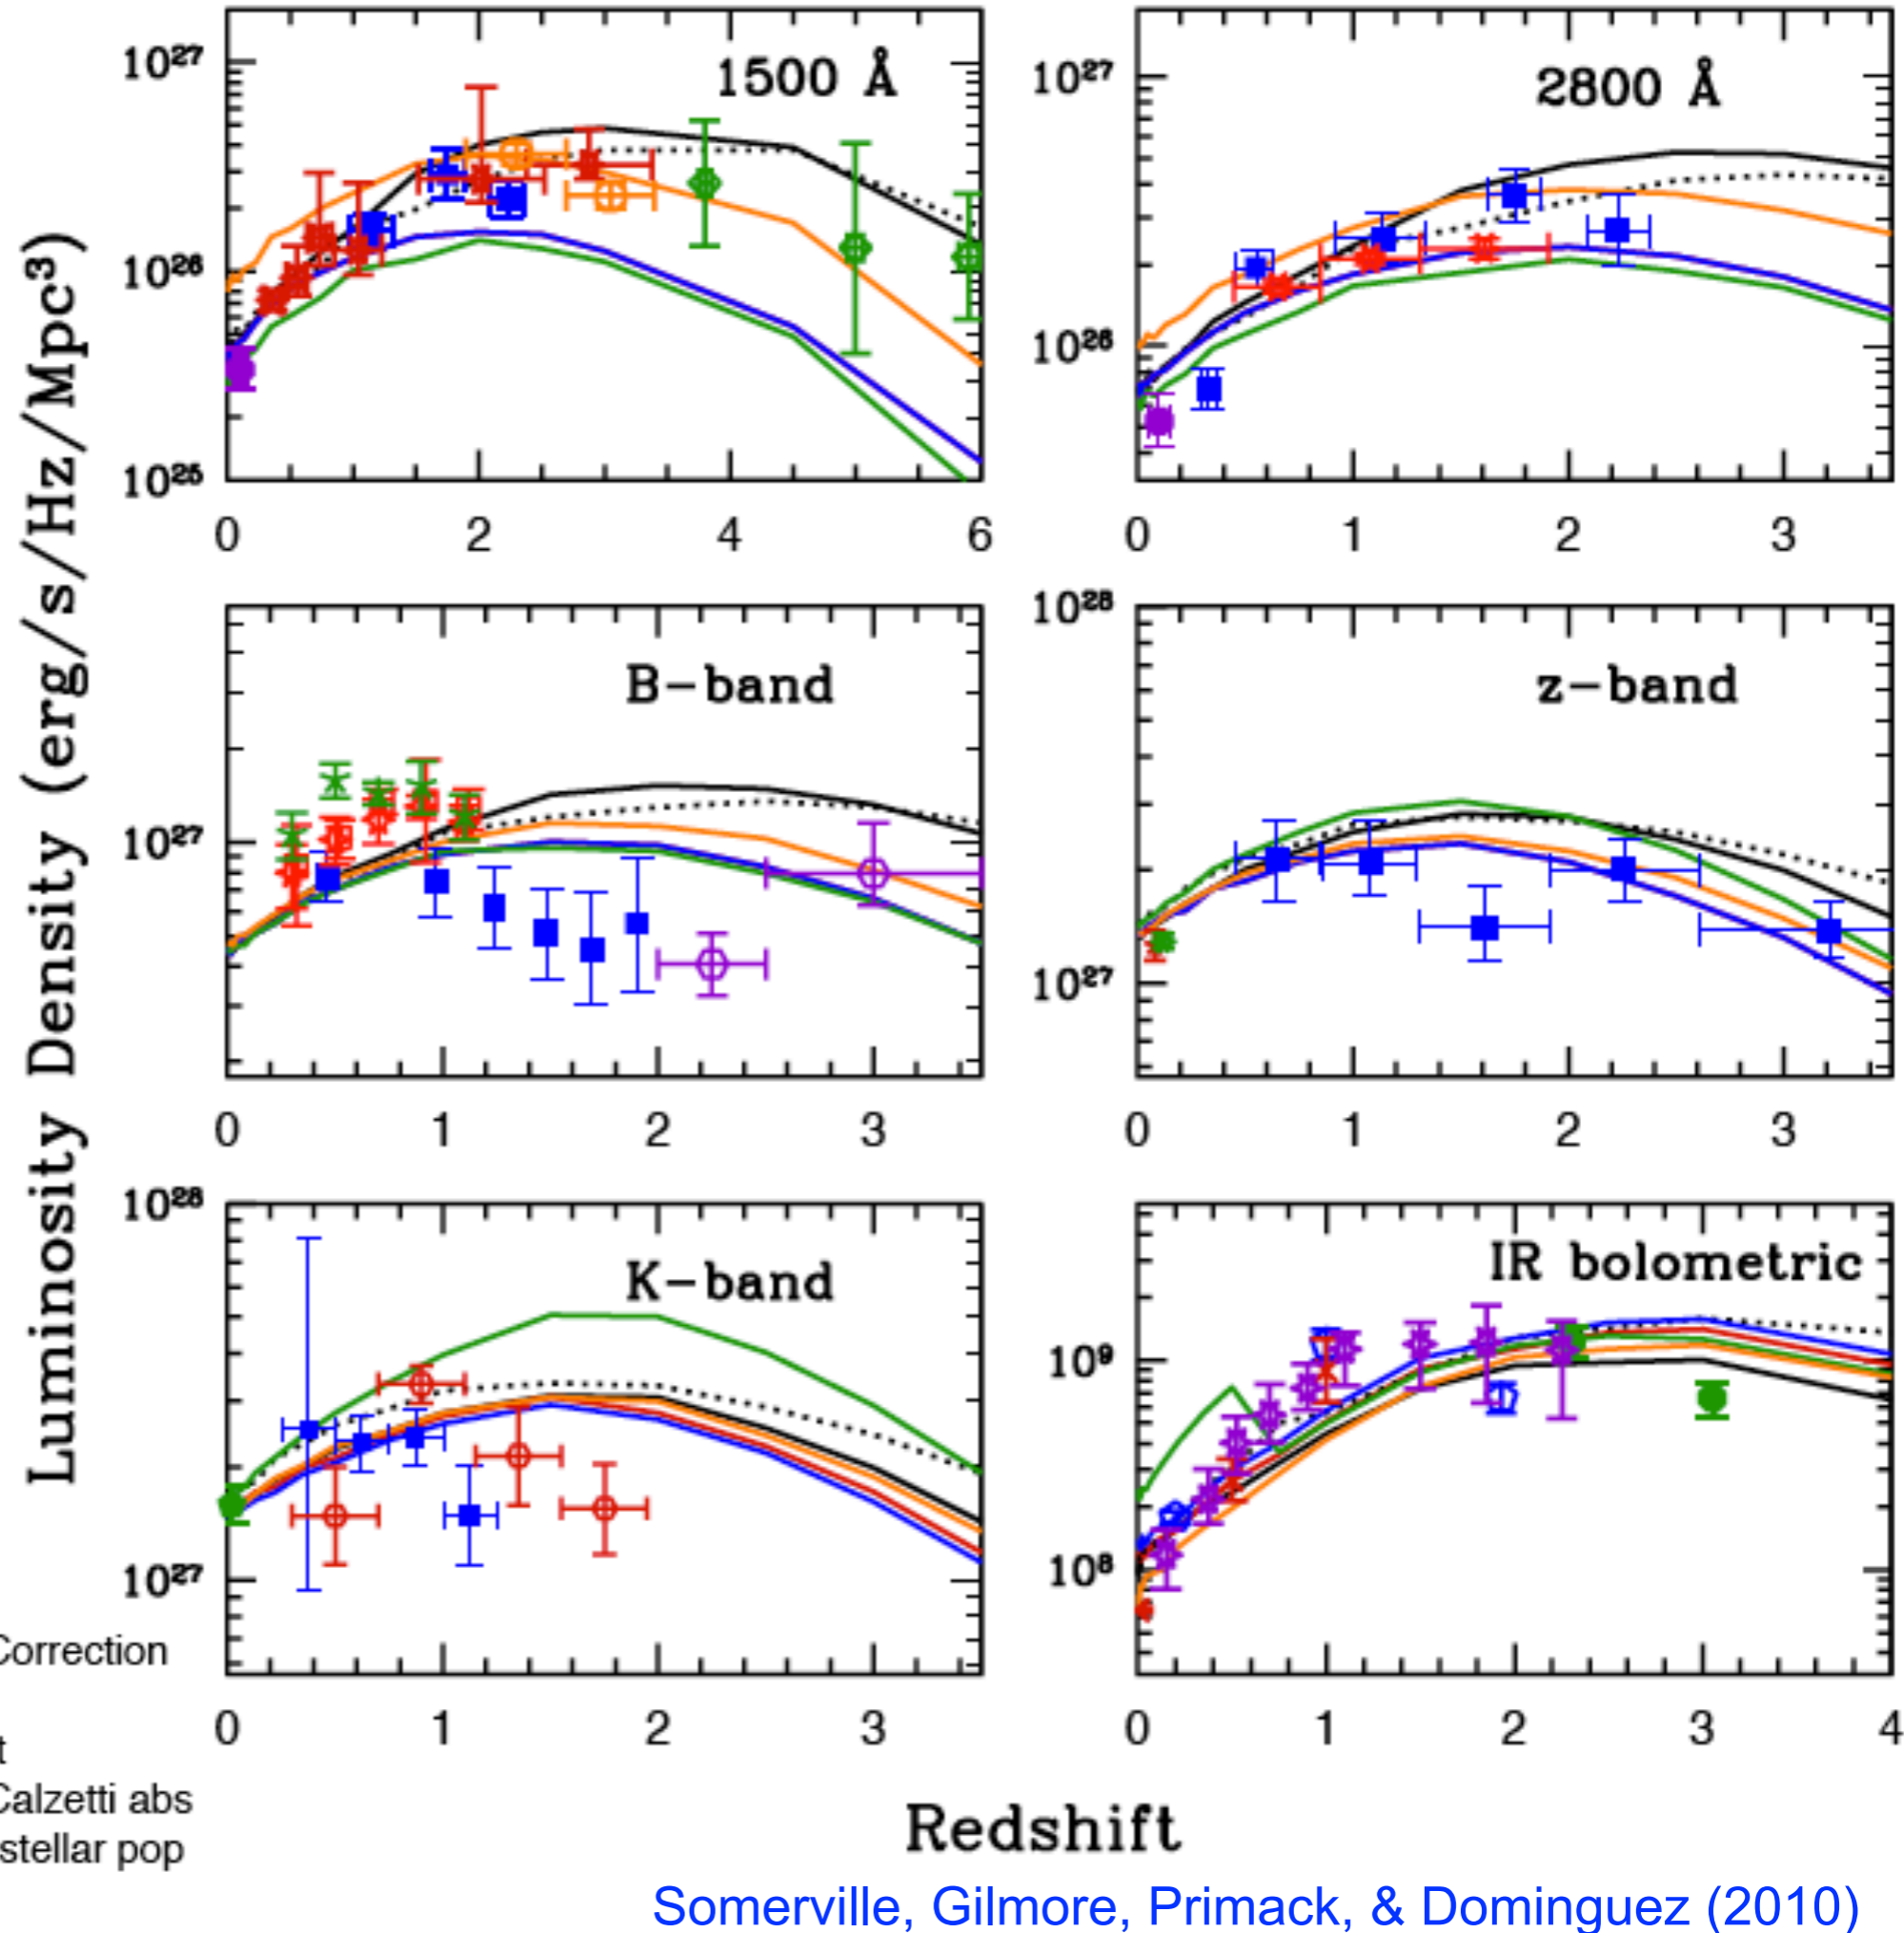 Luminosity Density (erg/s/Hz/Mpc³)
10²⁷
10²⁶
10²⁵
1500 Å
0 2 4 6
10²⁷
10²⁶
2800 Å
0 1 2 3
10²⁷
B-band
0 1 2 3
10²⁸
10²⁷
z-band
0 1 2 3
10²⁸
10²⁷
K-band
0 1 2 3
10⁹
10⁸
IR bolometric
0 1 2 3 4
Correction
t
Calzetti abs
stellar pop
Redshift
Somerville, Gilmore, Primack, & Dominguez (2010)